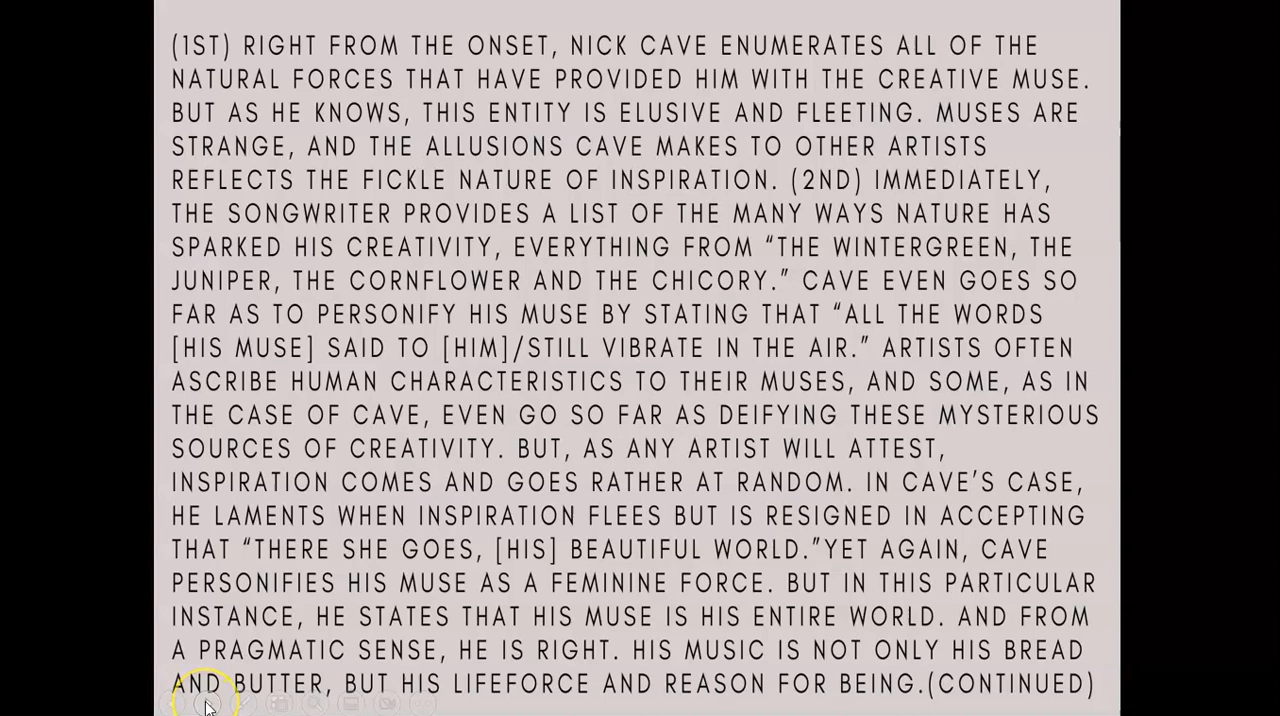 (1ST) RIGHT FROM THE ONSET, NICK CAVE ENUMERATES ALL OF THE
NATURAL FORCES THAT HAVE PROVIDED HIM WITH THE CREATIVE MUSE.
BUT AS HE KNOWS, THIS ENTITY IS ELUSIVE AND FLEETING. MUSES ARE
STRANGE, AND THE ALLUSIONS CAVE MAKES TO OTHER ARTISTS
REFLECTS THE FICKLE NATURE OF INSPIRATION. (2ND) IMMEDIATELY,
THE SONGWRITER PROVIDES A LIST OF THE MANY WAYS NATURE HAS
SPARKED HIS CREATIVITY, EVERYTHING FROM “THE WINTERGREEN, THE
JUNIPER, THE CORNFLOWER AND THE CHICORY.” CAVE EVEN GOES SO
FAR AS TO PERSONIFY HIS MUSE BY STATING THAT “ALL THE WORDS
[HIS MUSE] SAID TO [HIM]/STILL VIBRATE IN THE AIR.” ARTISTS OFTEN
ASCRIBE HUMAN CHARACTERISTICS TO THEIR MUSES, AND SOME, AS IN
THE CASE OF CAVE, EVEN GO SO FAR AS DEIFYING THESE MYSTERIOUS
SOURCES OF CREATIVITY. BUT, AS ANY ARTIST WILL ATTEST,
INSPIRATION COMES AND GOES RATHER AT RANDOM. IN CAVE’S CASE,
HE LAMENTS WHEN INSPIRATION FLEES BUT IS RESIGNED IN ACCEPTING
THAT “THERE SHE GOES, [HIS] BEAUTIFUL WORLD.”YET AGAIN, CAVE
PERSONIFIES HIS MUSE AS A FEMININE FORCE. BUT IN THIS PARTICULAR
INSTANCE, HE STATES THAT HIS MUSE IS HIS ENTIRE WORLD. AND FROM
A PRAGMATIC SENSE, HE IS RIGHT. HIS MUSIC IS NOT ONLY HIS BREAD
AND BUTTER, BUT HIS LIFEFORCE AND REASON FOR BEING.(CONTINUED)